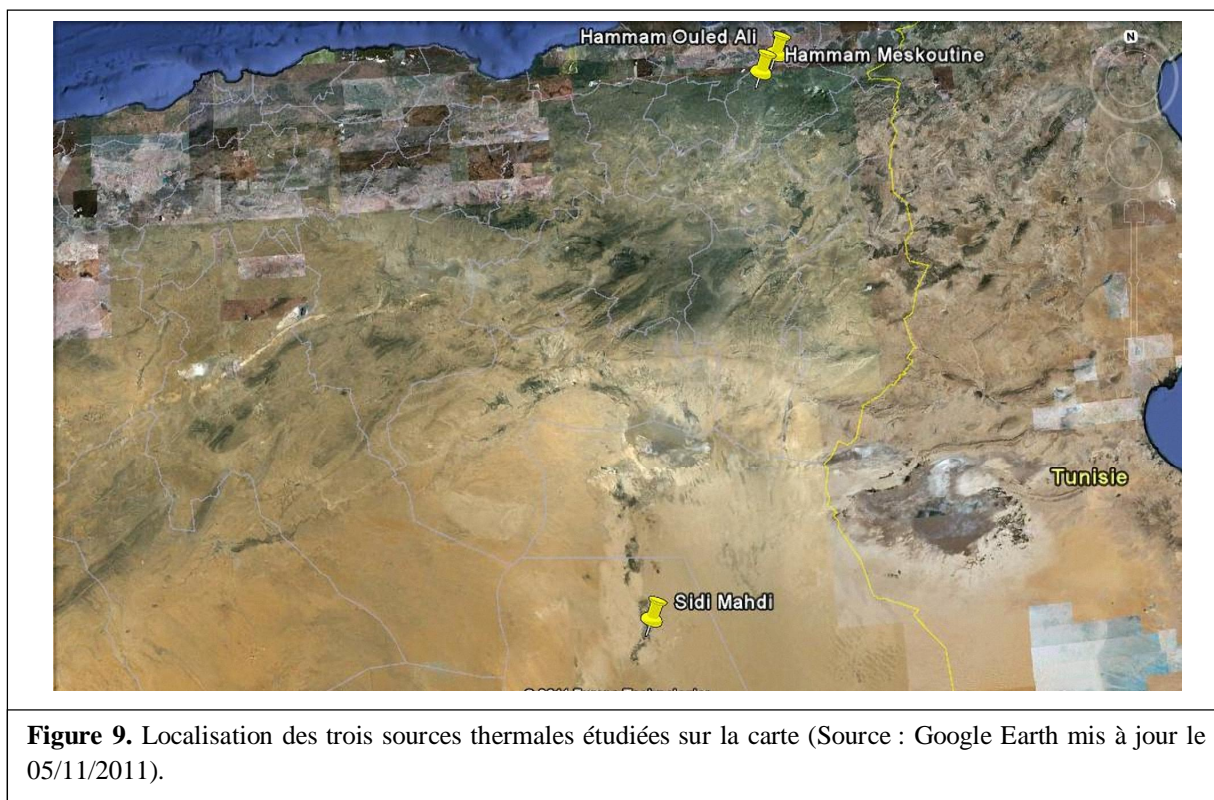 Hammam Ouled Ali
Hammam Meskoutine
N
Tunisie
Sidi Mahdi
Figure 9. Localisation des trois sources thermales étudiées sur la carte (Source : Google Earth mis à jour le
05/11/2011).